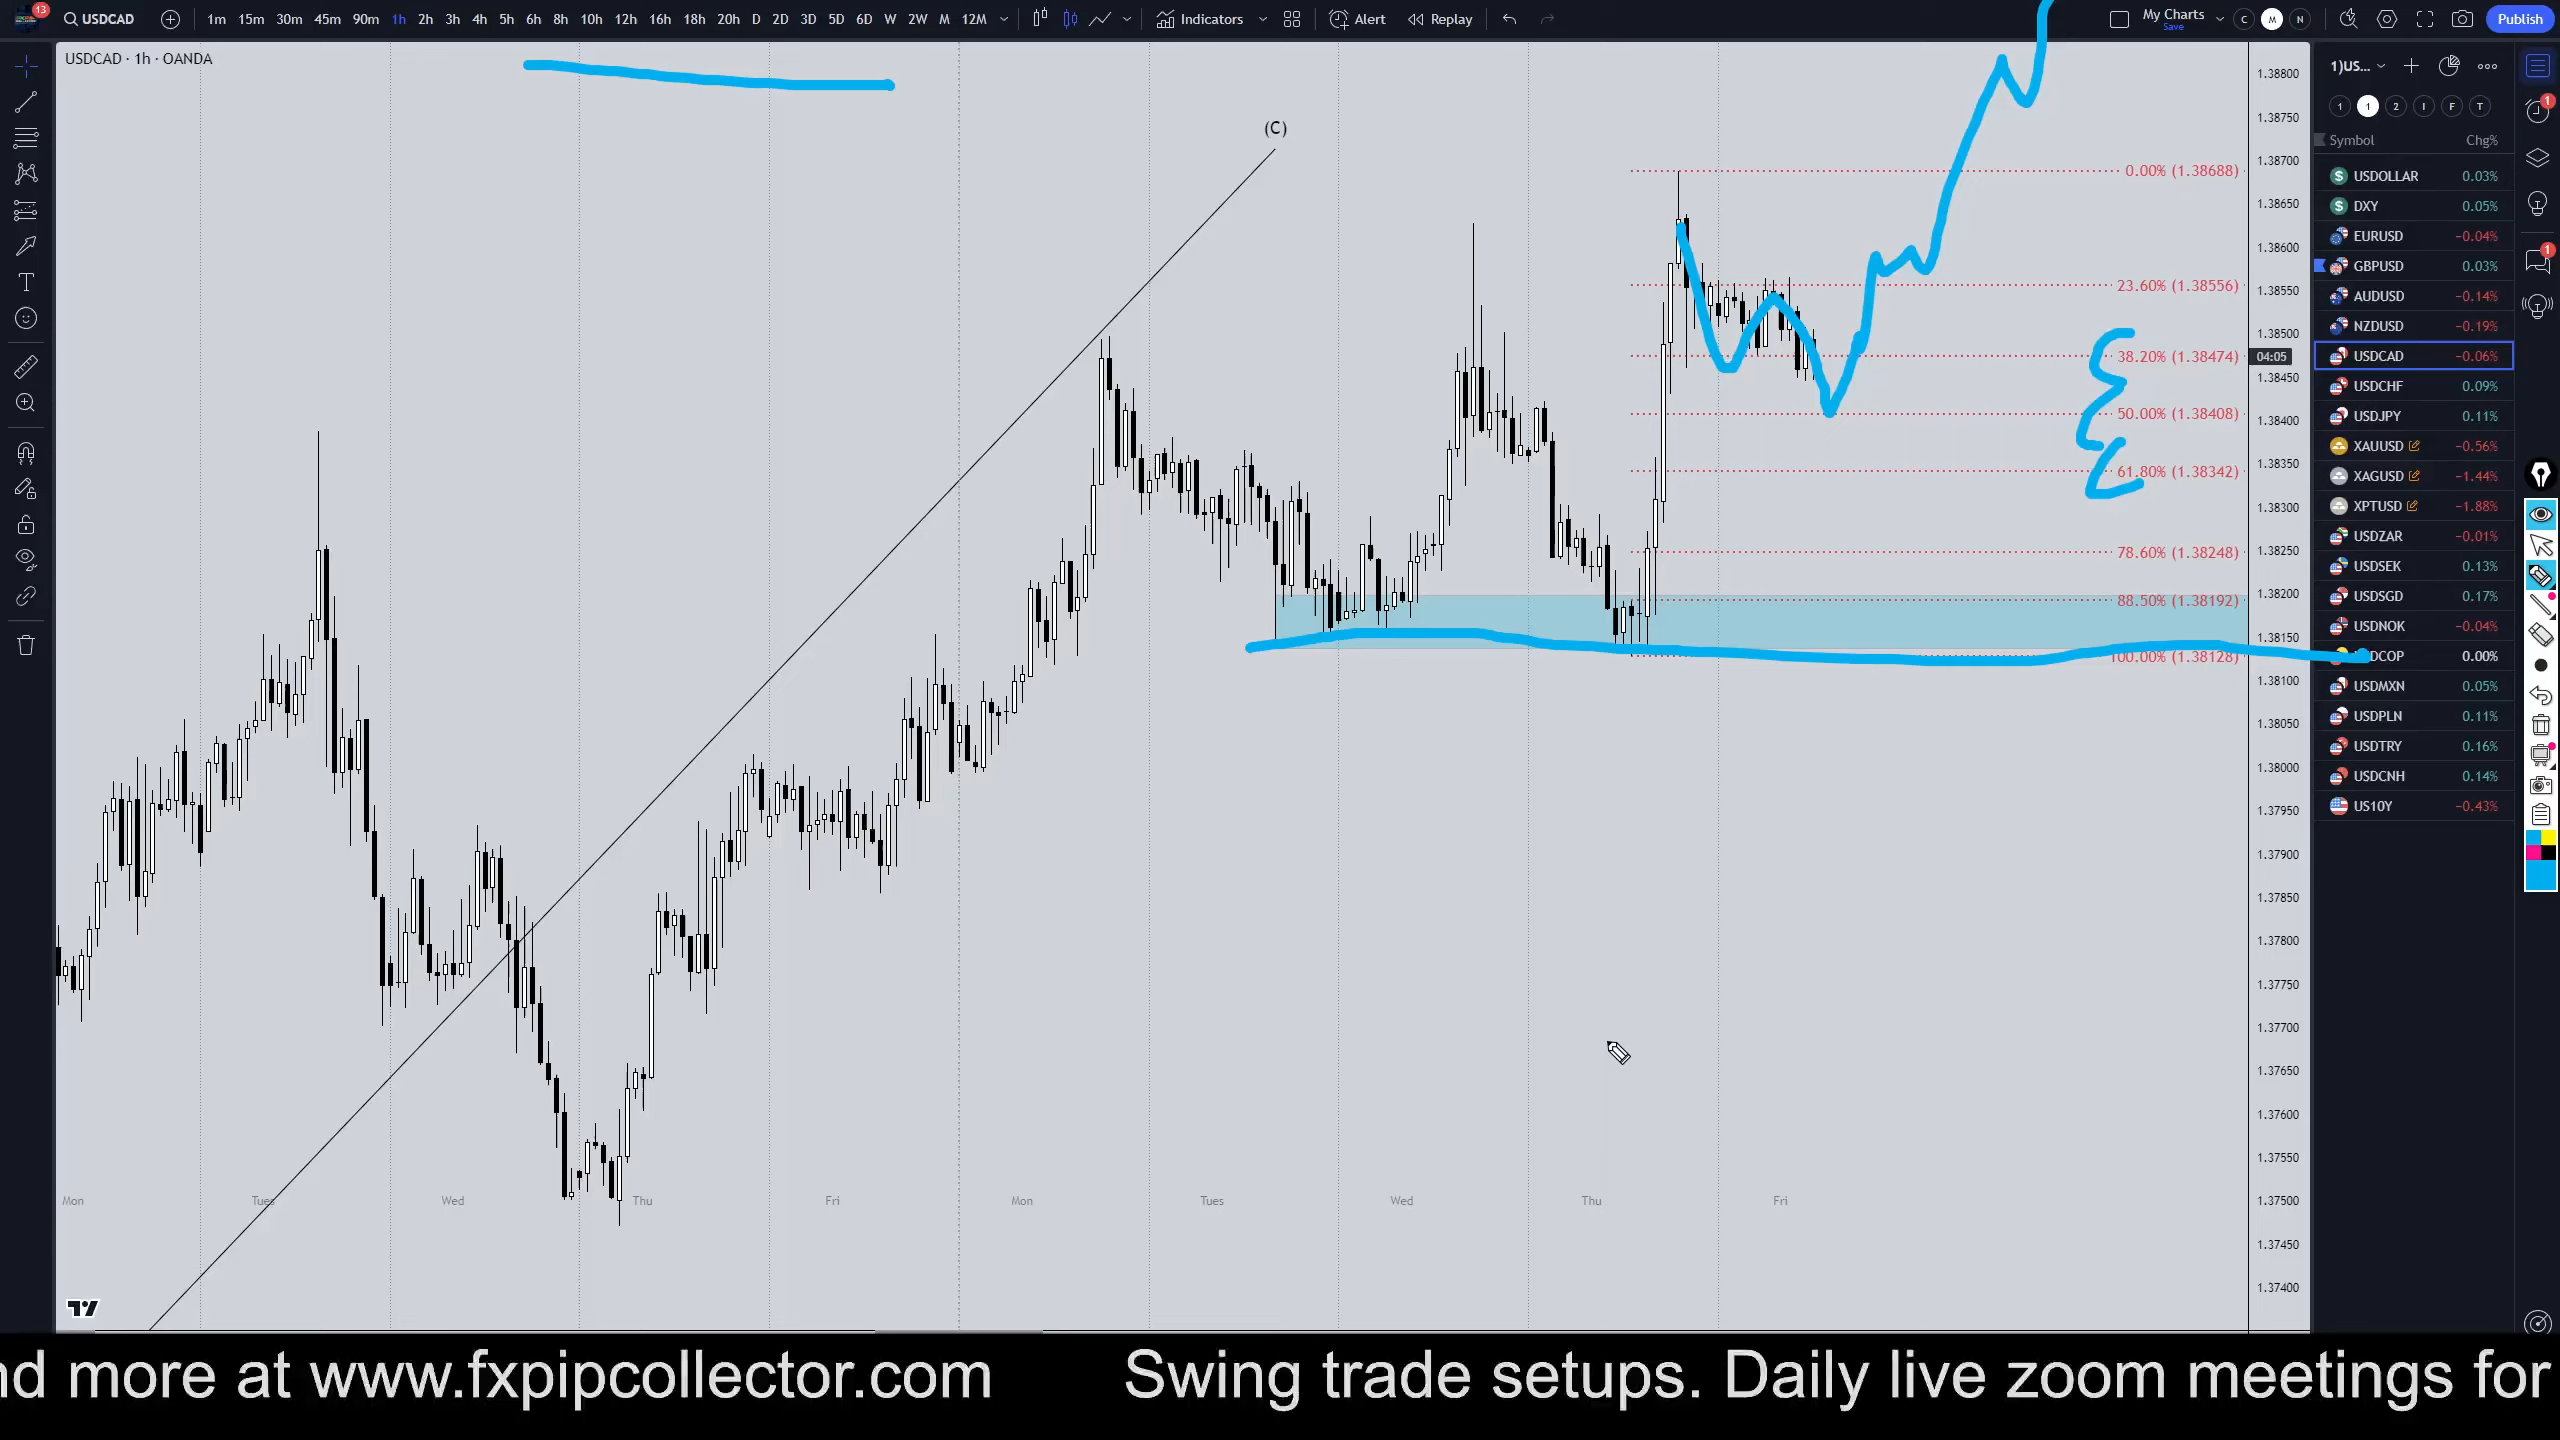 13
USDCAD
1m 15m 30m 45m 90m 1h 2h 3h 4h 5h 6h 8h 10h 12h 16h 18h 20h D 2D 3D 5D 6D W 2W M 12M
Indicators
Alert
Replay
My Charts
Save
C M N
Publish
USDCAD · 1h · OANDA
(C)
0.00% (1.38688)
23.60% (1.38556)
38.20% (1.38474)
50.00% (1.38408)
61.80% (1.38342)
78.60% (1.38248)
88.50% (1.38192)
100.00% (1.38128)
1.38800
1.38750
1.38700
1.38650
1.38600
1.38550
1.38500
04:05
1.38450
1.38400
1.38350
1.38300
1.38250
1.38200
1.38150
1.38100
1.38050
1.38000
1.37950
1.37900
1.37850
1.37800
1.37750
1.37700
1.37650
1.37600
1.37550
1.37500
1.37450
1.37400
Mon Tues Wed Thu Fri Mon Tues Wed Thu Fri
1)US...
1 1 2 I F T
Symbol Chg%
USDOLLAR 0.03%
DXY 0.05%
EURUSD −0.04%
GBPUSD 0.03%
AUDUSD −0.14%
NZDUSD −0.19%
USDCAD −0.06%
USDCHF 0.09%
USDJPY 0.11%
XAUUSD −0.56%
XAGUSD −1.44%
XPTUSD −1.88%
USDZAR −0.01%
USDSEK 0.13%
USDSGD 0.17%
USDNOK −0.04%
DCOP 0.00%
USDMXN 0.05%
USDPLN 0.11%
USDTRY 0.16%
USDCNH 0.14%
US10Y −0.43%
1
1
nd more at www.fxpipcollector.com Swing trade setups. Daily live zoom meetings for